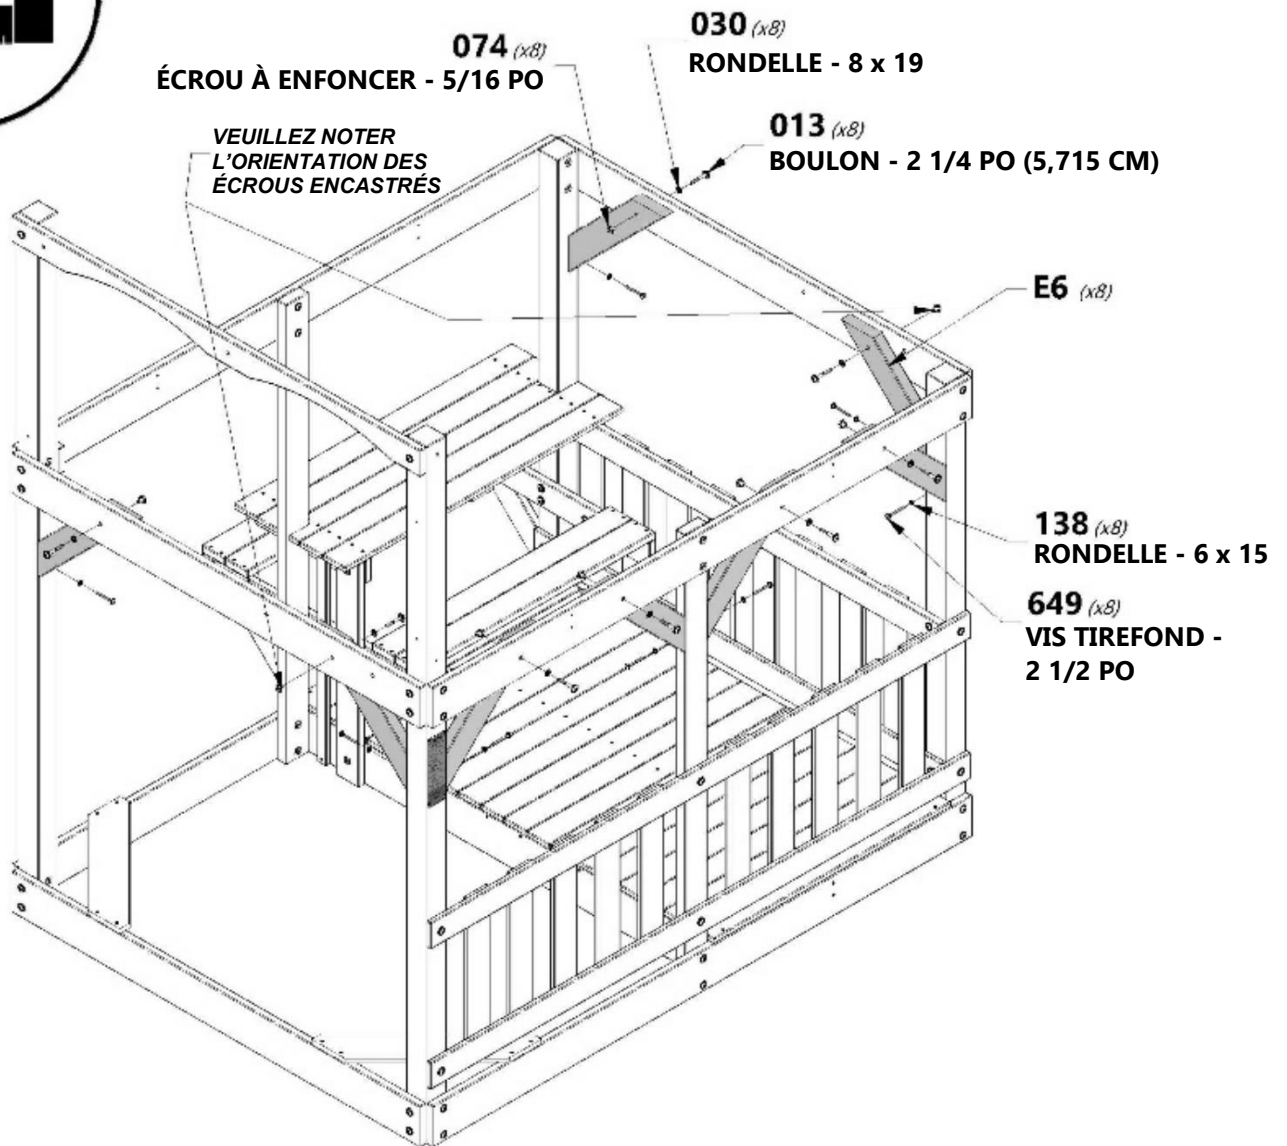 030 (x8)
RONDELLE - 8 x 19
074 (x8)
ÉCROU À ENFONCER - 5/16 PO
013 (x8)
BOULON - 2 1/4 PO (5,715 CM)
VEUILLEZ NOTER
L'ORIENTATION DES
ÉCROUS ENCASTRÉS
E6 (x8)
138 (x8)
RONDELLE - 6 x 15
649 (x8)
VIS TIREFOND -
2 1/2 PO